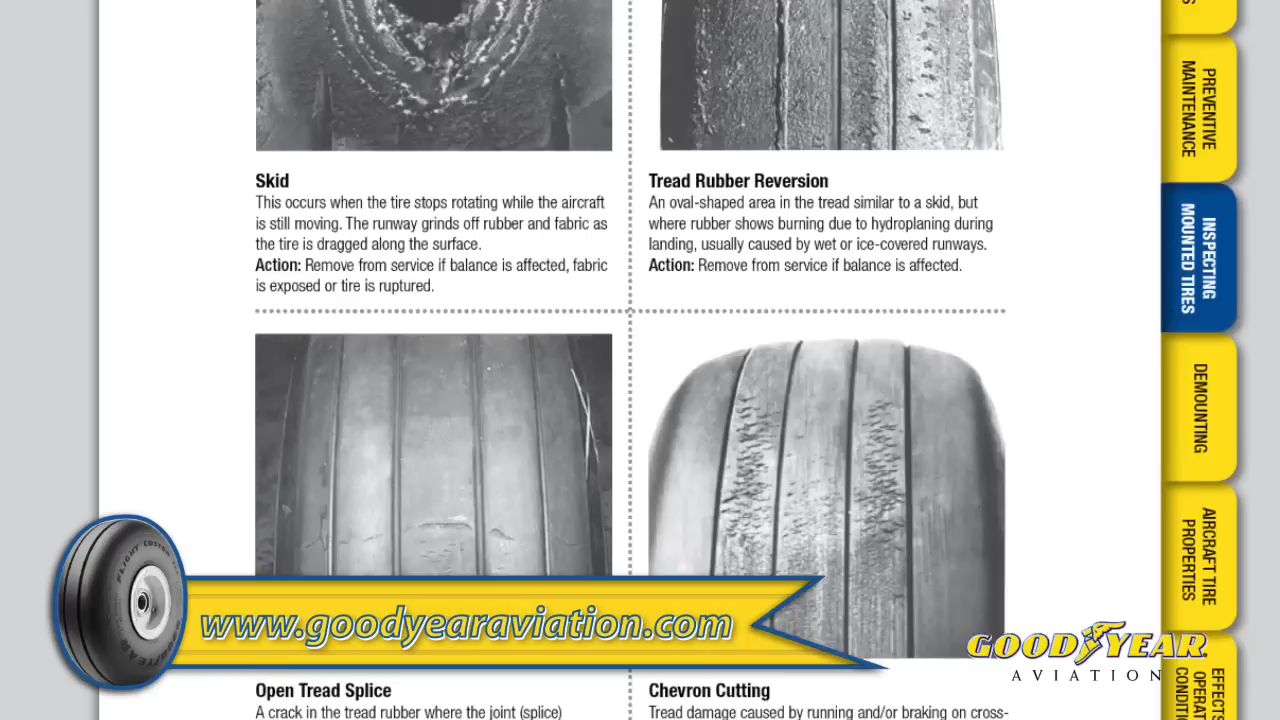 Skid
This occurs when the tire stops rotating while the aircraft
is still moving. The runway grinds off rubber and fabric as
the tire is dragged along the surface.
Action: Remove from service if balance is affected, fabric
is exposed or tire is ruptured.
Tread Rubber Reversion
An oval-shaped area in the tread similar to a skid, but
where rubber shows burning due to hydroplaning during
landing, usually caused by wet or ice-covered runways.
Action: Remove from service if balance is affected.
Open Tread Splice
A crack in the tread rubber where the joint (splice)
Chevron Cutting
Tread damage caused by running and/or braking on cross-
PREVENTIVE
MAINTENANCE
INSPECTING
MOUNTED TIRES
DEMOUNTING
AIRCRAFT TIRE
PROPERTIES
EFFECTS
www.goodyearaviation.com
FLIGHT CUSTOM
GOODYEAR
GOODYEAR
AVIATION